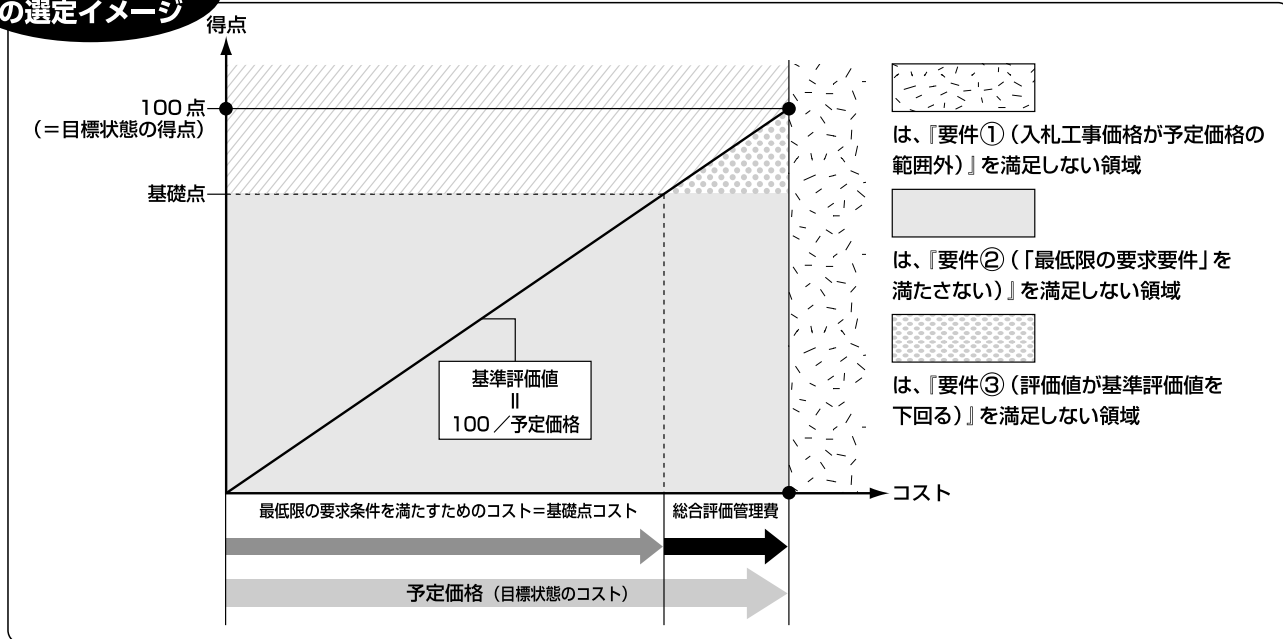 の選定イメージ
得点
100点
(=目標状態の得点)
基礎点
基準評価値
=
100/予定価格
コスト
最低限の要求条件を満たすためのコスト=基礎点コスト
総合評価管理費
予定価格(目標状態のコスト)
は、『要件①(入札工事価格が予定価格の
範囲外)』を満足しない領域
は、『要件②(「最低限の要求要件」を
満たさない)』を満足しない領域
は、『要件③(評価値が基準評価値を
下回る)』を満足しない領域